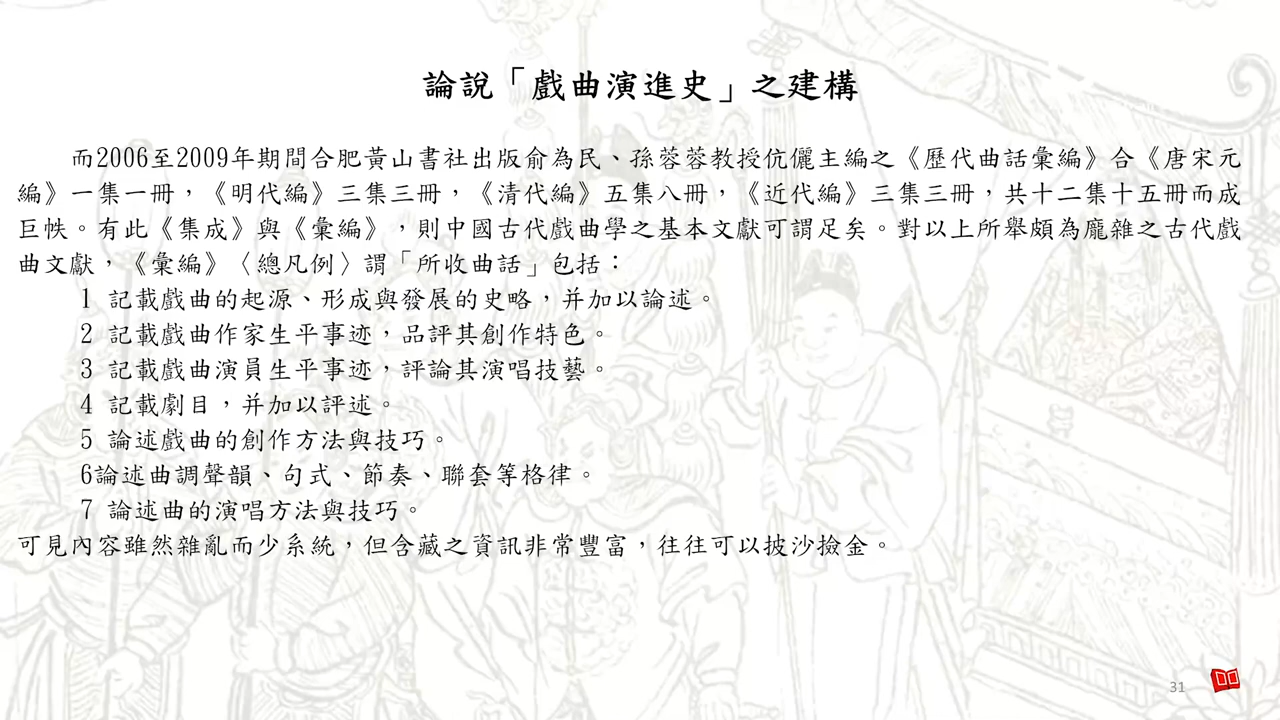 論說「戲曲演進史」之建構
而2006至2009年期間合肥黃山書社出版俞為民、孫蓉蓉教授伉儷主編之《歷代曲話彙編》合《唐宋元
編》一集一冊，《明代編》三集三冊，《清代編》五集八冊，《近代編》三集三冊，共十二集十五冊而成
巨帙。有此《集成》與《彙編》，則中國古代戲曲學之基本文獻可謂足矣。對以上所舉頗為龐雜之古代戲
曲文獻，《彙編》〈總凡例〉謂「所收曲話」包括：
1 記載戲曲的起源、形成與發展的史略，并加以論述。
2 記載戲曲作家生平事迹，品評其創作特色。
3 記載戲曲演員生平事迹，評論其演唱技藝。
4 記載劇目，并加以評述。
5 論述戲曲的創作方法與技巧。
6論述曲調聲韻、句式、節奏、聯套等格律。
7 論述曲的演唱方法與技巧。
可見內容雖然雜亂而少系統，但含藏之資訊非常豐富，往往可以披沙撿金。
31